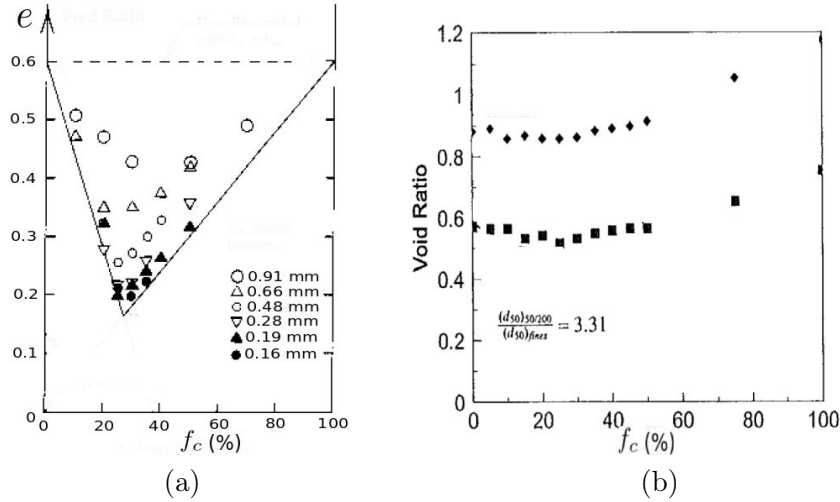 e
0.6
0.5
0.4
0.3
0.2
0.1
0
0 20 40 60 80 100
f_c (%)
0.91 mm
0.66 mm
0.48 mm
0.28 mm
0.19 mm
0.16 mm
(a)
Void Ratio
1.2
1
0.8
0.6
0.4
0.2
0
0 20 40 60 80 100
f_c (%)
(d50)50/200
(d50)fines
= 3.31
(b)